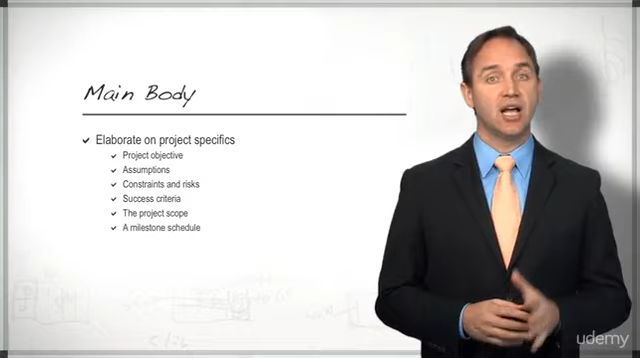 Main Body
Elaborate on project specifics
Project objective
Assumptions
Constraints and risks
Success criteria
The project scope
A milestone schedule
udemy